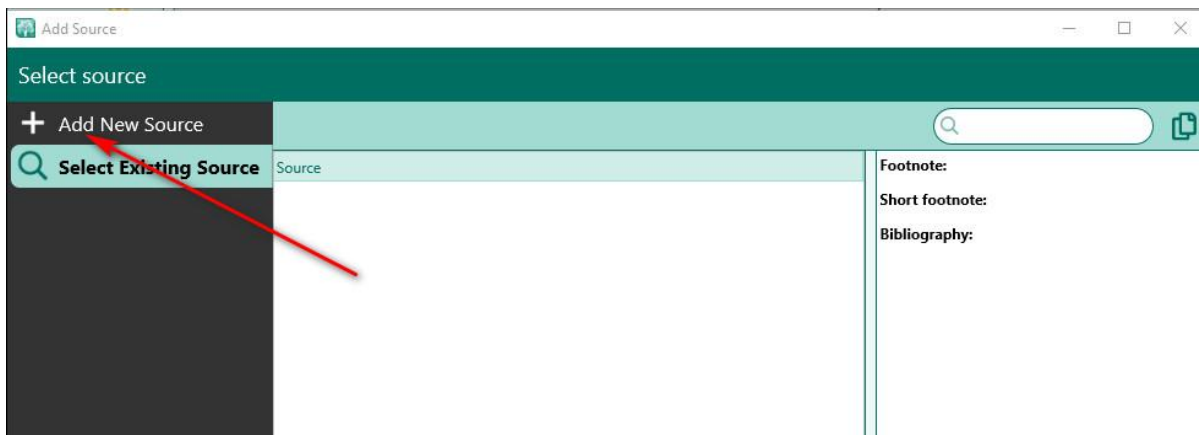 Add Source
Select source
Add New Source
Select Existing Source
Source
Footnote:
Short footnote:
Bibliography: